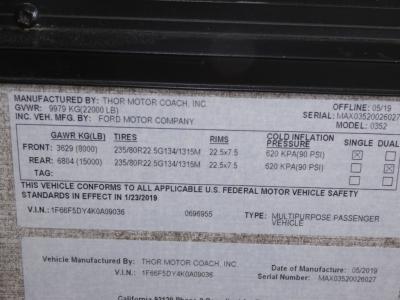 MANUFACTURED BY: THOR MOTOR COACH, INC. OFFLINE: 05/19
GVWR: 9979 KG(22000 LB) SERIAL: MAX03520026027
INC. VEH. MFG. BY: FORD MOTOR COMPANY MODEL: 0352
GAWR KG(LB) TIRES RIMS COLD INFLATION PRESSURE SINGLE DUAL
FRONT: 3629 (8000) 235/80R22.5G134/1315M 22.5x7.5 620 KPA(90 PSI)
REAR: 6804 (15000) 235/80R22.5G134/1315M 22.5x7.5 620 KPA(90 PSI)
TAG:
THIS VEHICLE CONFORMS TO ALL APPLICABLE U.S. FEDERAL MOTOR VEHICLE SAFETY
STANDARDS IN EFFECT IN 1/23/2019
V.I.N.: 1F66F5DY4K0A09036 0696955 TYPE: MULTIPURPOSE PASSENGER
VEHICLE
Vehicle Manufactured By: THOR MOTOR COACH, INC. Date of Manufacture: 05/2019
V.I.N.: 1F66F5DY4K0A09036 Serial Number: MAX03520026027